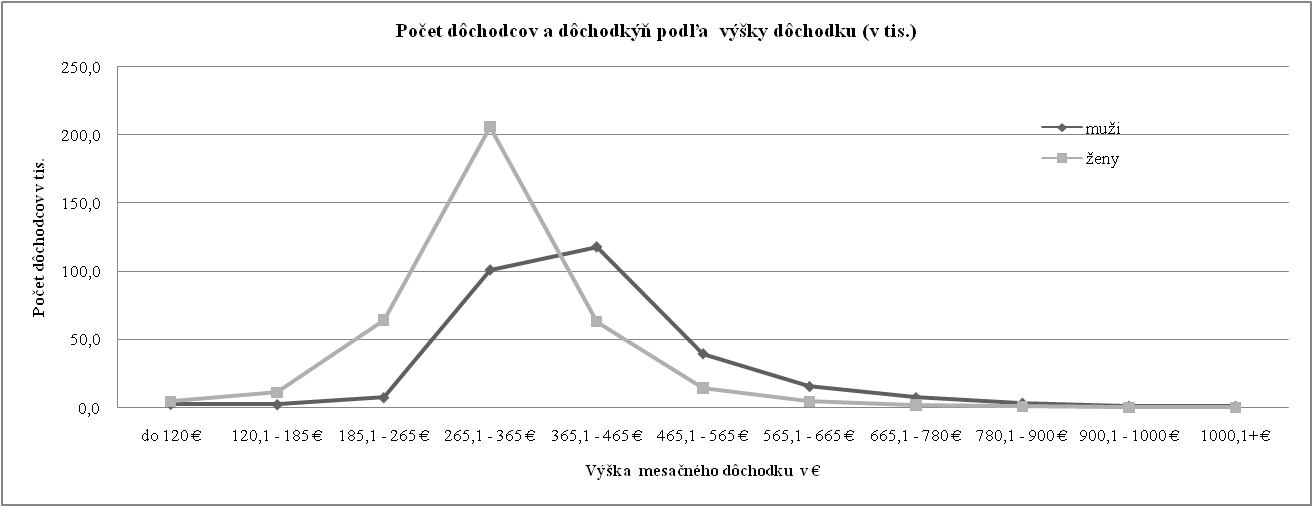 Počet dôchodcov a dôchodkýň podľa  výšky dôchodku (v tis.)
250,0
200,0
150,0
100,0
50,0
0,0
Počet dôchodcov v tis.
muži
ženy
do 120 €
120,1 - 185 €
185,1 - 265 €
265,1 - 365 €
365,1 - 465 €
465,1 - 565 €
565,1 - 665 €
665,1 - 780 €
780,1 - 900 €
900,1 - 1000 €
1000,1+ €
Výška  mesačného dôchodku  v €